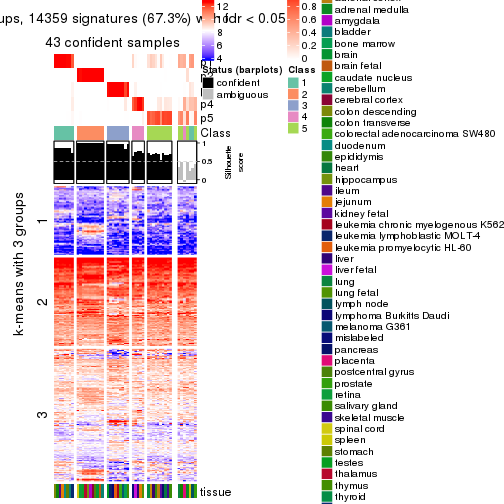 ups, 14359 signatures (67.3%) with fdr < 0.05
43 confident samples
p4
p5
Class
1
0.5
0
Silhouette
score
k-means with 3 groups
1
2
3
tissue
12
10
8
6
4
Status (barplots)
confident
ambiguous
0.8
0.6
0.4
0.2
0
Class
1
2
3
4
5
adrenal medulla
amygdala
bladder
bone marrow
brain
brain fetal
caudate nucleus
cerebellum
cerebral cortex
colon descending
colon transverse
colorectal adenocarcinoma SW480
duodenum
epididymis
heart
hippocampus
ileum
jejunum
kidney fetal
leukemia chronic myelogenous K562
leukemia lymphoblastic MOLT-4
leukemia promyelocytic HL-60
liver
liver fetal
lung
lung fetal
lymph node
lymphoma Burkitts Daudi
melanoma G361
mislabeled
pancreas
placenta
postcentral gyrus
prostate
retina
salivary gland
skeletal muscle
spinal cord
spleen
stomach
testes
thalamus
thymus
thyroid